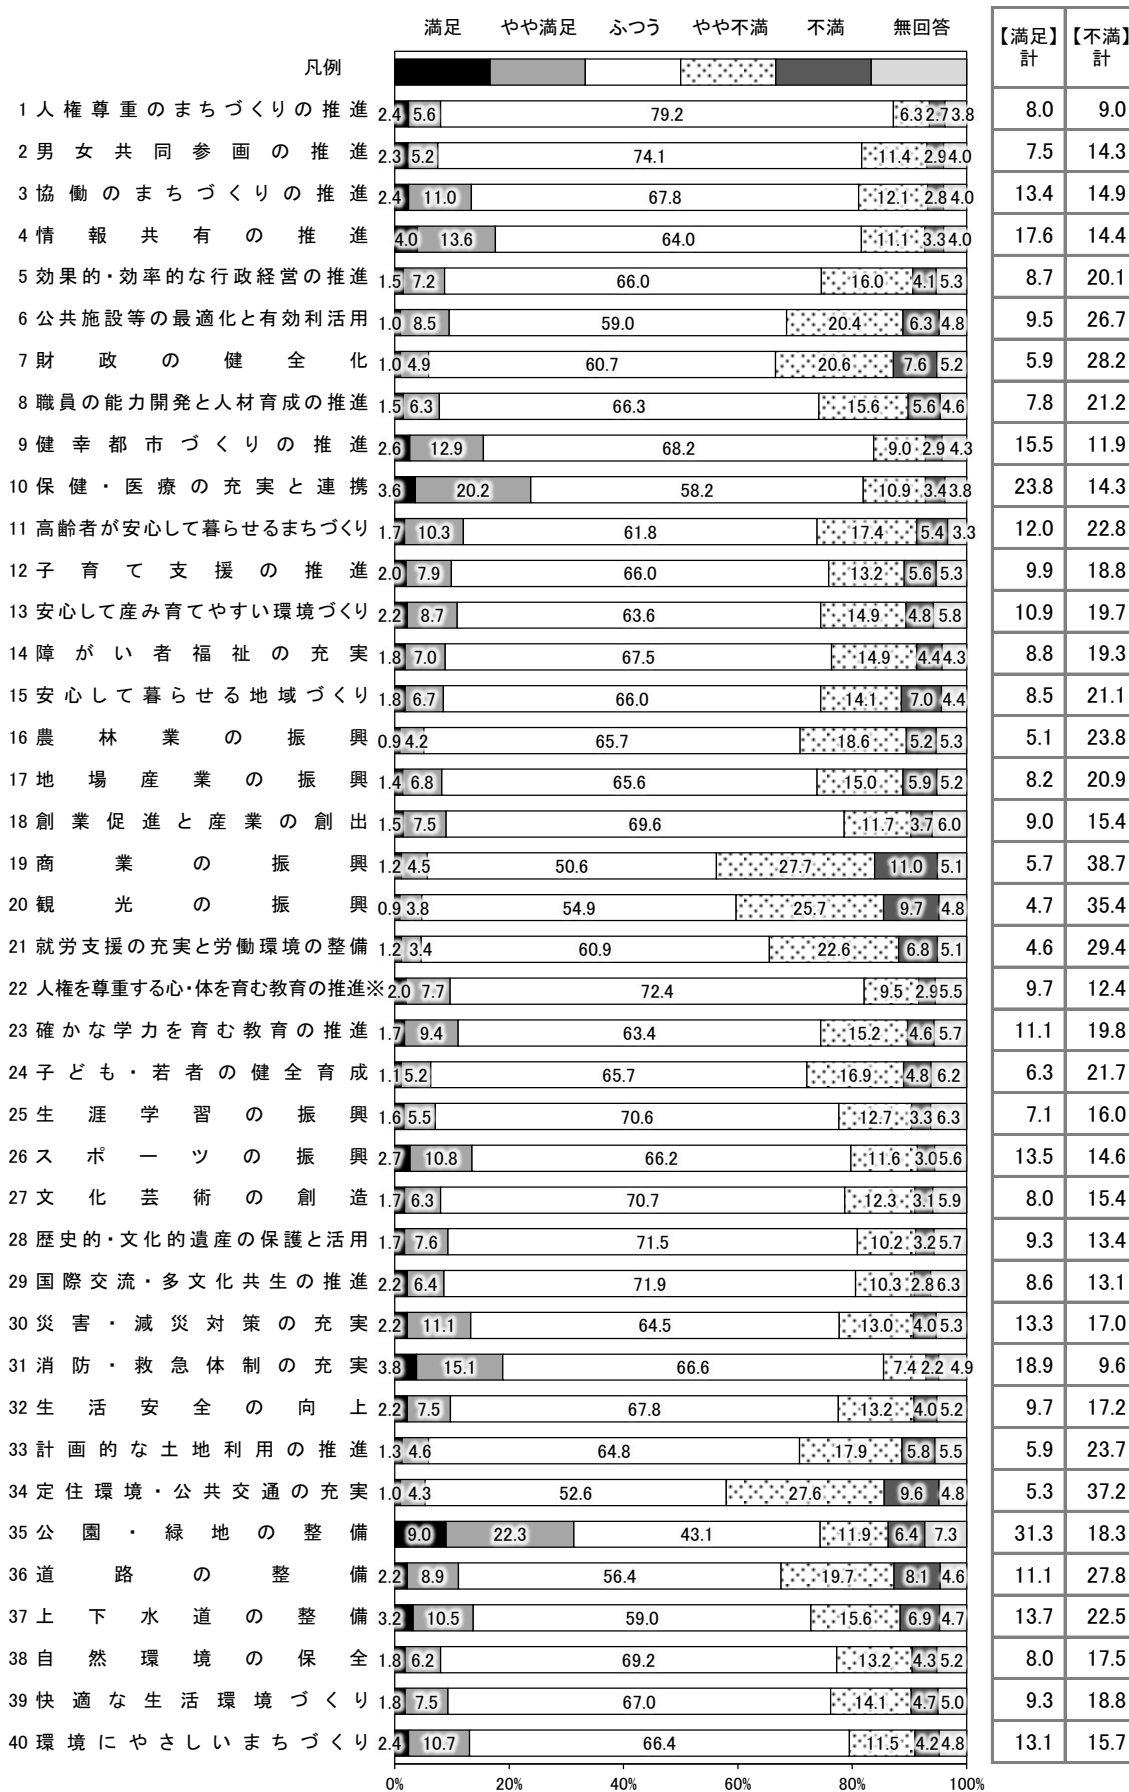 満足 やや満足 ふつう やや不満 不満 無回答 【満足】計 【不満】計
凡例
1 人権尊重のまちづくりの推進 2.4 5.6 79.2 6.3 2.7 3.8 8.0 9.0
2 男女共同参画の推進 2.3 5.2 74.1 11.4 2.9 4.0 7.5 14.3
3 協働のまちづくりの推進 2.4 11.0 67.8 12.1 2.8 4.0 13.4 14.9
4 情報共有の推進 4.0 13.6 64.0 11.1 3.3 4.0 17.6 14.4
5 効果的・効率的な行政経営の推進 1.5 7.2 66.0 16.0 4.1 5.3 8.7 20.1
6 公共施設等の最適化と有効利活用 1.0 8.5 59.0 20.4 6.3 4.8 9.5 26.7
7 財政の健全化 1.0 4.9 60.7 20.6 7.6 5.2 5.9 28.2
8 職員の能力開発と人材育成の推進 1.5 6.3 66.3 15.6 5.6 4.6 7.8 21.2
9 健幸都市づくりの推進 2.6 12.9 68.2 9.0 2.9 4.3 15.5 11.9
10 保健・医療の充実と連携 3.6 20.2 58.2 10.9 3.4 3.8 23.8 14.3
11 高齢者が安心して暮らせるまちづくり 1.7 10.3 61.8 17.4 5.4 3.3 12.0 22.8
12 子育て支援の推進 2.0 7.9 66.0 13.2 5.6 5.3 9.9 18.8
13 安心して産み育てやすい環境づくり 2.2 8.7 63.6 14.9 4.8 5.8 10.9 19.7
14 障がい者福祉の充実 1.8 7.0 67.5 14.9 4.4 4.3 8.8 19.3
15 安心して暮らせる地域づくり 1.8 6.7 66.0 14.1 7.0 4.4 8.5 21.1
16 農林業の振興 0.9 4.2 65.7 18.6 5.2 5.3 5.1 23.8
17 地場産業の振興 1.4 6.8 65.6 15.0 5.9 5.2 8.2 20.9
18 創業促進と産業の創出 1.5 7.5 69.6 11.7 3.7 6.0 9.0 15.4
19 商業の振興 1.2 4.5 50.6 27.7 11.0 5.1 5.7 38.7
20 観光の振興 0.9 3.8 54.9 25.7 9.7 4.8 4.7 35.4
21 就労支援の充実と労働環境の整備 1.2 3.4 60.9 22.6 6.8 5.1 4.6 29.4
22 人権を尊重する心・体を育む教育の推進※ 2.0 7.7 72.4 9.5 2.9 5.5 9.7 12.4
23 確かな学力を育む教育の推進 1.7 9.4 63.4 15.2 4.6 5.7 11.1 19.8
24 子ども・若者の健全育成 1.1 5.2 65.7 16.9 4.8 6.2 6.3 21.7
25 生涯学習の振興 1.6 5.5 70.6 12.7 3.3 6.3 7.1 16.0
26 スポーツの振興 2.7 10.8 66.2 11.6 3.0 5.6 13.5 14.6
27 文化芸術の創造 1.7 6.3 70.7 12.3 3.1 5.9 8.0 15.4
28 歴史的・文化的遺産の保護と活用 1.7 7.6 71.5 10.2 3.2 5.7 9.3 13.4
29 国際交流・多文化共生の推進 2.2 6.4 71.9 10.3 2.8 6.3 8.6 13.1
30 災害・減災対策の充実 2.2 11.1 64.5 13.0 4.0 5.3 13.3 17.0
31 消防・救急体制の充実 3.8 15.1 66.6 7.4 2.2 4.9 18.9 9.6
32 生活安全の向上 2.2 7.5 67.8 13.2 4.0 5.2 9.7 17.2
33 計画的な土地利用の推進 1.3 4.6 64.8 17.9 5.8 5.5 5.9 23.7
34 定住環境・公共交通の充実 1.0 4.3 52.6 27.6 9.6 4.8 5.3 37.2
35 公園・緑地の整備 9.0 22.3 43.1 11.9 6.4 7.3 31.3 18.3
36 道路の整備 2.2 8.9 56.4 19.7 8.1 4.6 11.1 27.8
37 上下水道の整備 3.2 10.5 59.0 15.6 6.9 4.7 13.7 22.5
38 自然環境の保全 1.8 6.2 69.2 13.2 4.3 5.2 8.0 17.5
39 快適な生活環境づくり 1.8 7.5 67.0 14.1 4.7 5.0 9.3 18.8
40 環境にやさしいまちづくり 2.4 10.7 66.4 11.5 4.2 4.8 13.1 15.7
0% 20% 40% 60% 80% 100%